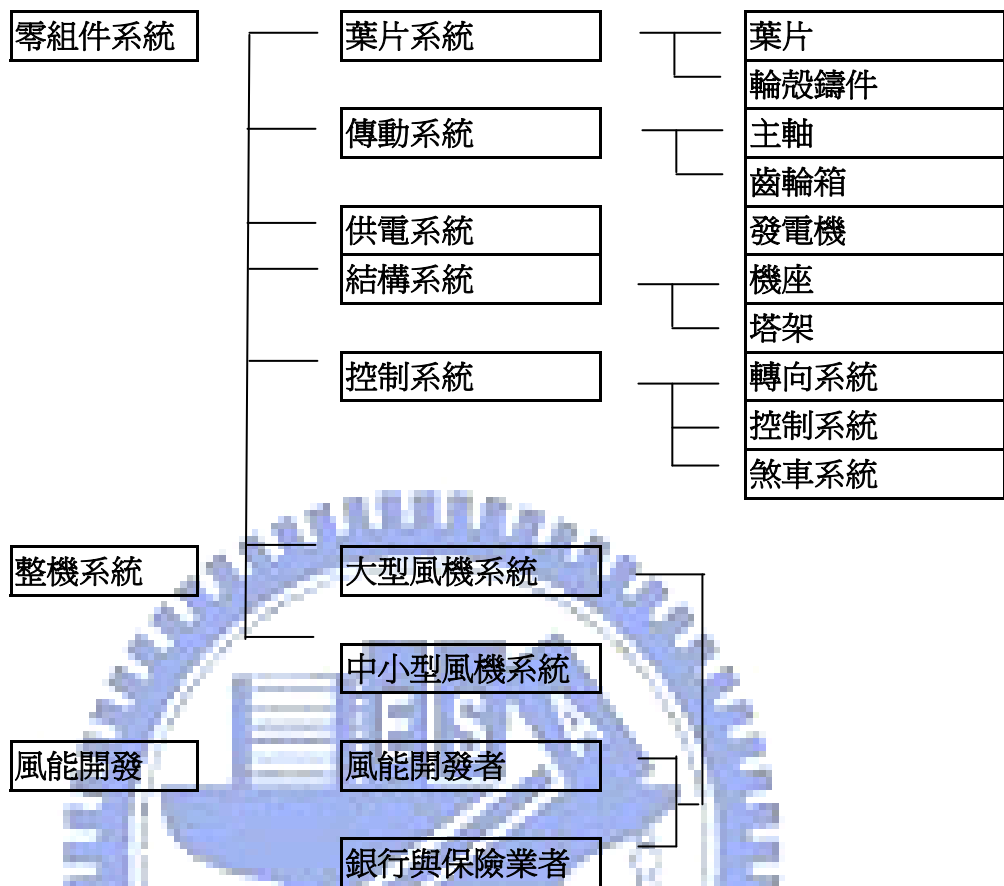 零組件系統 葉片系統 葉片
輪殼鑄件
傳動系統 主軸
齒輪箱
供電系統 發電機
結構系統 機座
塔架
控制系統 轉向系統
控制系統
煞車系統
整機系統 大型風機系統
中小型風機系統
E S
風能開發 風能開發者
銀行與保險業者